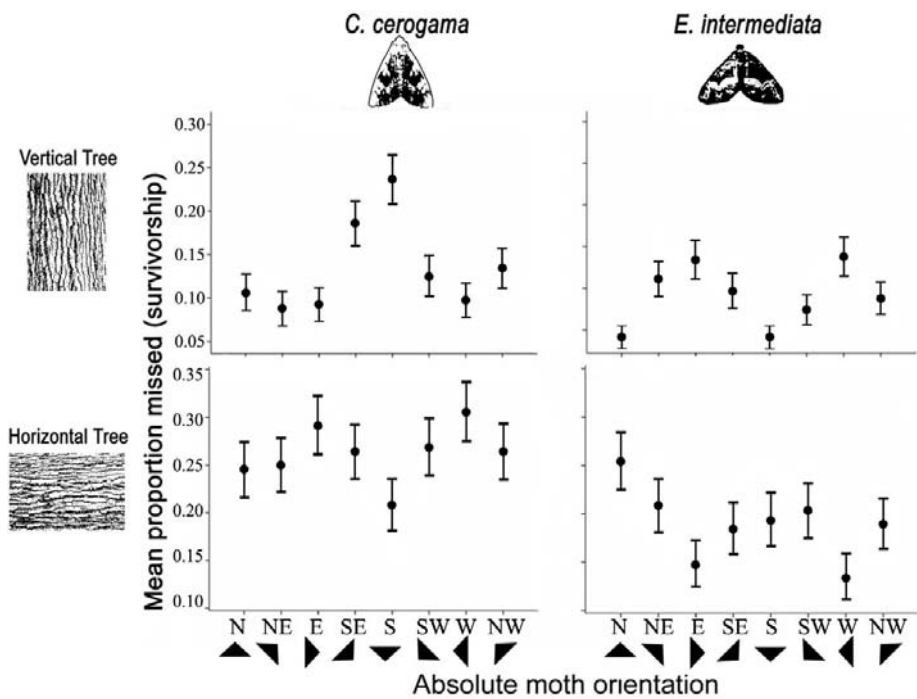 C. cerogama
E. intermediata
Vertical Tree
Horizontal Tree
Mean proportion missed (survivorship)
0.30
0.25
0.20
0.15
0.10
0.05
0.35
0.30
0.25
0.20
0.15
0.10
N NE E SE S SW W NW
N NE E SE S SW W NW
Absolute moth orientation